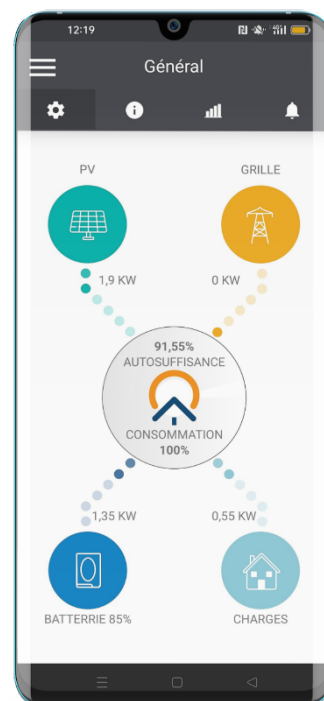 12:19
Général
PV
GRILLE
1,9 KW
0 KW
91,55%
AUTOSUFFISANCE
CONSOMMATION
100%
1,35 KW
0,55 KW
BATTERIE 85%
CHARGES